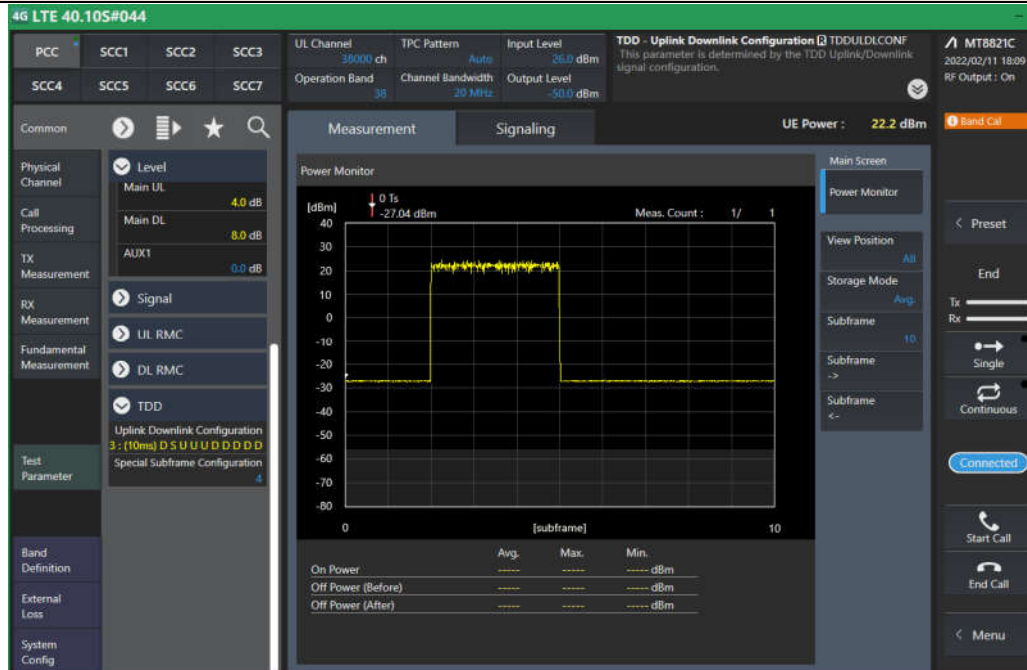 4G LTE 40.10S#044
PCC SCC1 SCC2 SCC3
SCC4 SCC5 SCC6 SCC7
UL Channel
38000 ch
TPC Pattern
Auto
Input Level
26.0 dBm
Operation Band
38
Channel Bandwidth
20 MHz
Output Level
-50.0 dBm
TDD - Uplink Downlink Configuration R TDDULDLCONF
This parameter is determined by the TDD Uplink/Downlink
signal configuration.
MT8821C
2022/02/11 18:09
RF Output : On
Common
Physical
Channel
Call
Processing
TX
Measurement
RX
Measurement
Fundamental
Measurement
Test
Parameter
Band
Definition
External
Loss
System
Config
Level
Main UL
4.0 dB
Main DL
8.0 dB
AUX1
0.0 dB
Signal
UL RMC
DL RMC
TDD
Uplink Downlink Configuration
3 : (10ms) D S U U U D D D D D
Special Subframe Configuration
4
Measurement Signaling
UE Power : 22.2 dBm
Power Monitor
0 Ts
-27.04 dBm
Meas. Count : 1/ 1
[dBm]
40
30
20
10
0
-10
-20
-30
-40
-50
-60
-70
-80
0 [subframe] 10
Avg. Max. Min.
On Power ----- ----- ----- dBm
Off Power (Before) ----- ----- ----- dBm
Off Power (After) ----- ----- ----- dBm
Main Screen
Power Monitor
View Position
All
Storage Mode
Avg.
Subframe
10
Subframe
->
Subframe
<-
Band Cal
< Preset
End
Tx
Rx
Single
Continuous
Connected
Start Call
End Call
< Menu